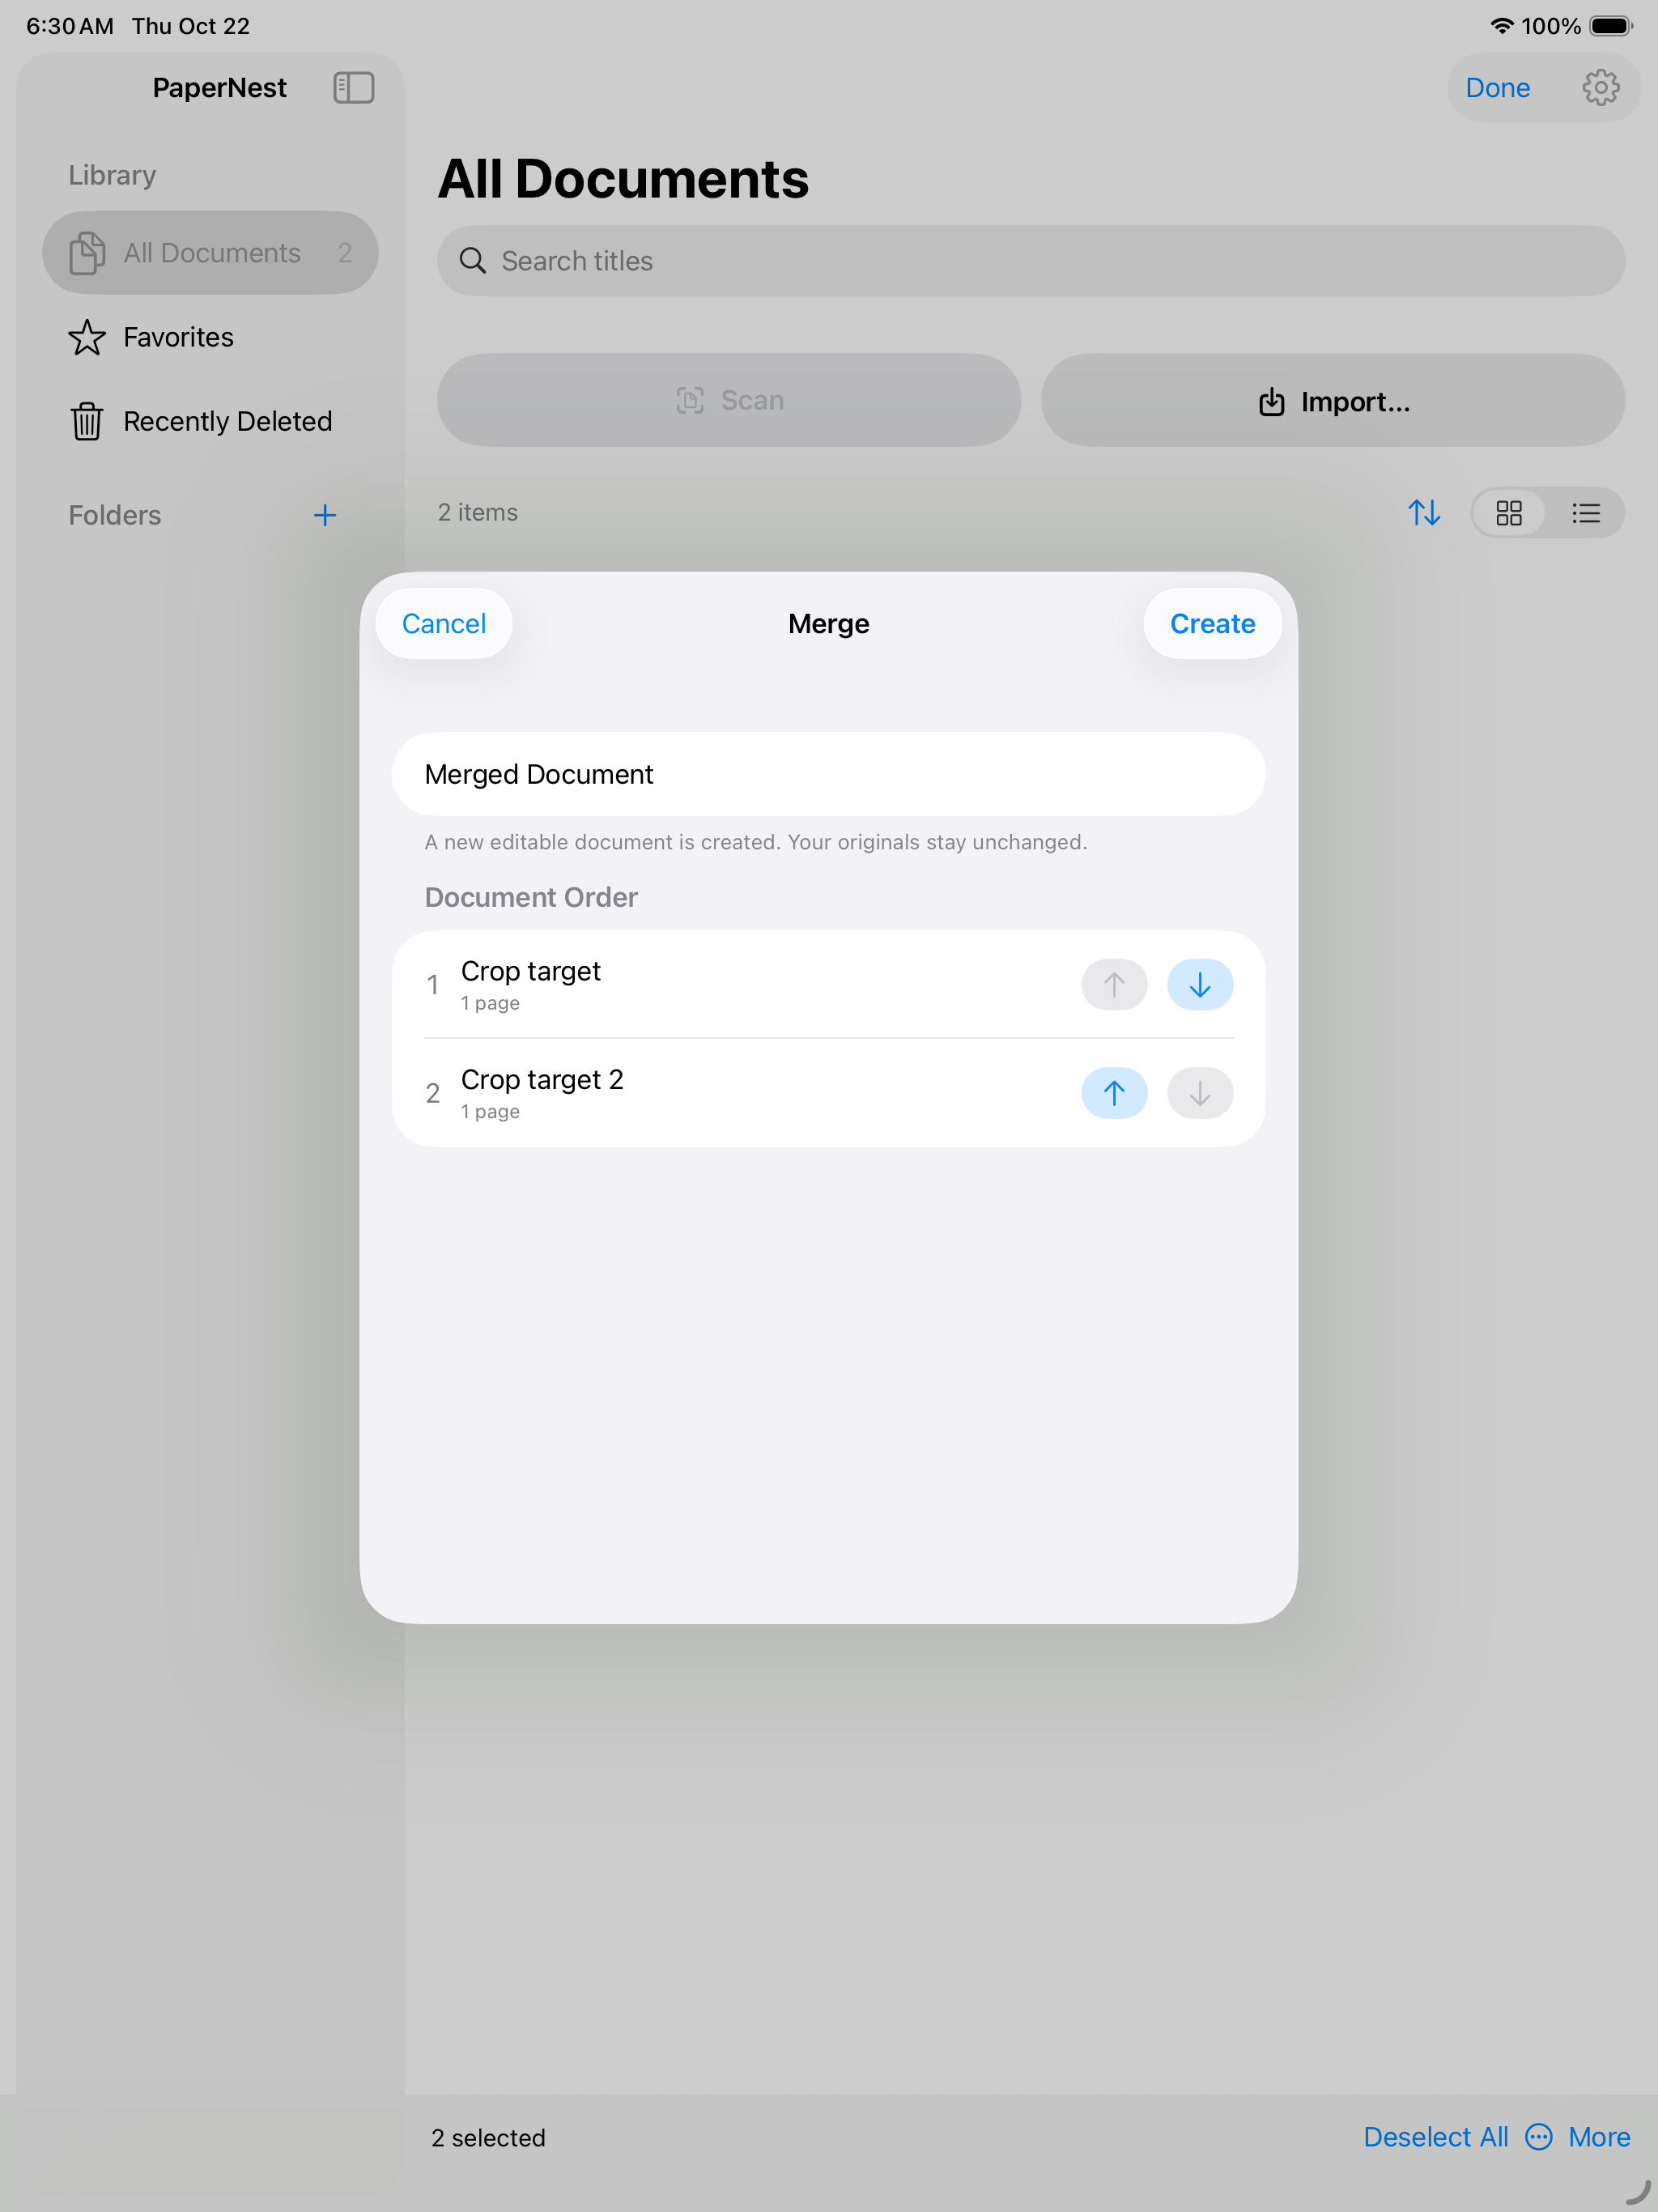 6:30 AM Thu Oct 22
100%
PaperNest
Done
Library
All Documents 2
Favorites
Recently Deleted
Folders
All Documents
Search titles
Scan
Import...
2 items
Cancel
Merge
Create
Merged Document
A new editable document is created. Your originals stay unchanged.
Document Order
1
Crop target
1 page
2
Crop target 2
1 page
2 selected
Deselect All
More